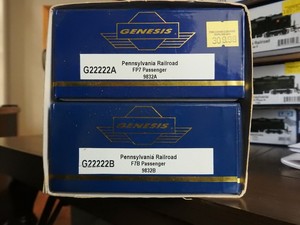 GENESIS
G22222A
Pennsylvania Railroad
FP7 Passenger
9832A
GENESIS
G22222B
Pennsylvania Railroad
F7B Passenger
9832B